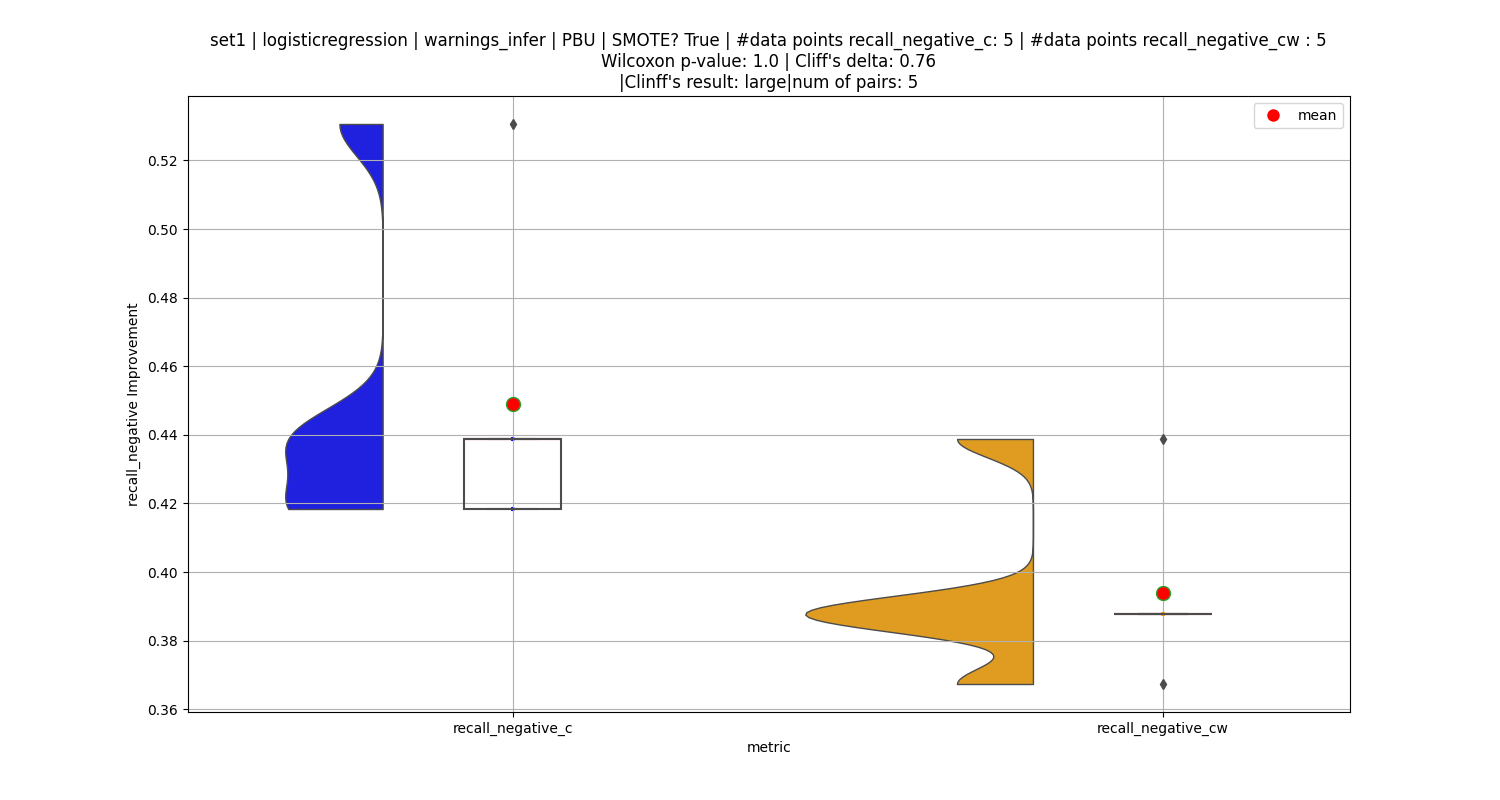 set1 | logisticregression | warnings_infer | PBU | SMOTE? True | #data points recall_negative_c: 5 | #data points recall_negative_cw : 5
Wilcoxon p-value: 1.0 | Cliff's delta: 0.76
|Clinff's result: large|num of pairs: 5
mean
0.52
0.50
0.48
0.46
0.44
0.42
0.40
0.38
0.36
recall_negative Improvement
recall_negative_c
recall_negative_cw
metric